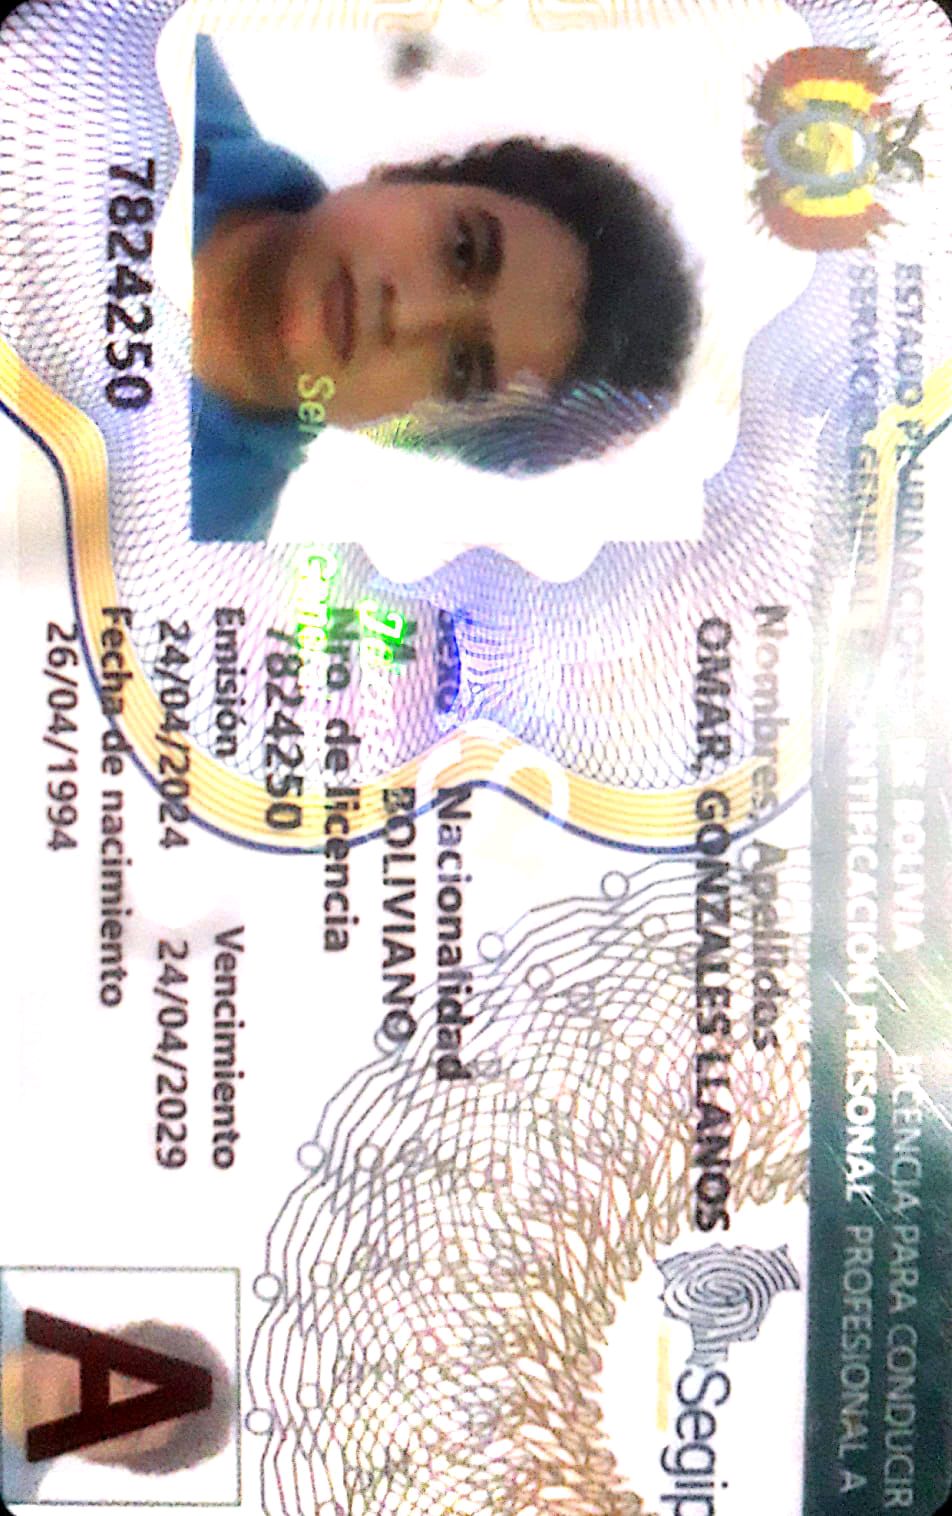 ESTADO PLURINACIONAL DE BOLIVIA LICENCIA PARA CONDUCIR
SERVICIO GENERAL DE IDENTIFICACIÓN PERSONAL PROFESIONAL A
Segip
Nombres, Apellidos
OMAR, GONZALES LLANOS
Sexo Nacionalidad
M BOLIVIANO
Nro. de licencia
7824250
Emisión Vencimiento
24/04/2024 24/04/2029
Fecha de nacimiento
26/04/1994
7824250
A